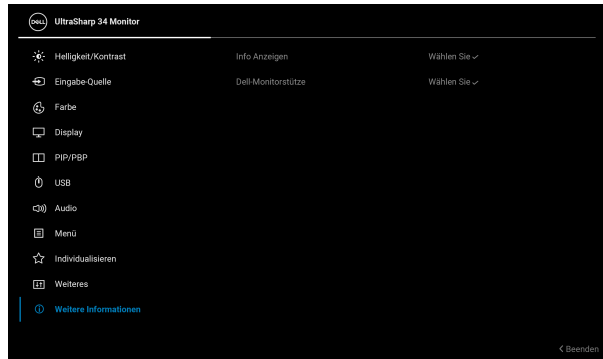 DELL UltraSharp 34 Monitor
Helligkeit/Kontrast Info Anzeigen Wählen Sie
Eingabe-Quelle Dell-Monitorstütze Wählen Sie
Farbe
Display
PIP/PBP
USB
Audio
Menü
Individualisieren
Weiteres
Weitere Informationen
Beenden